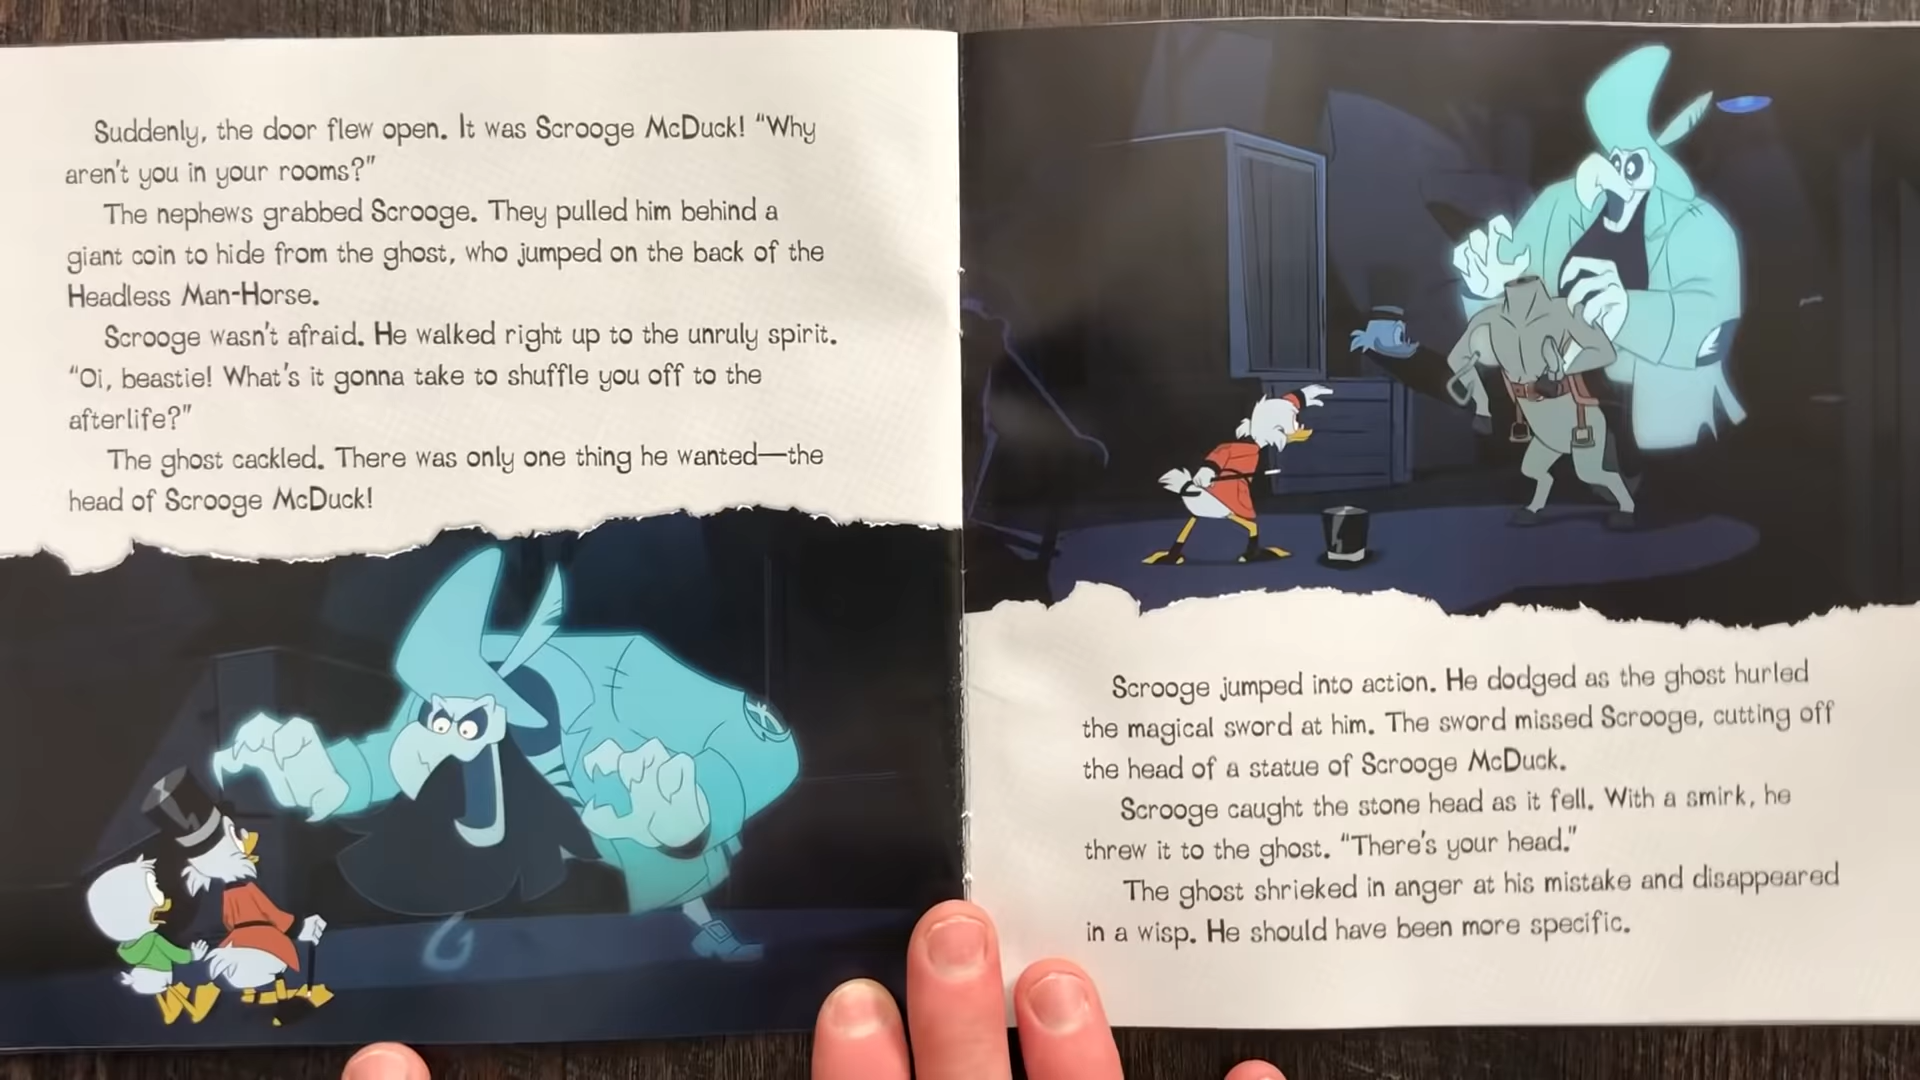 Suddenly, the door flew open. It was Scrooge McDuck! “Why
aren’t you in your rooms?”
The nephews grabbed Scrooge. They pulled him behind a
giant coin to hide from the ghost, who jumped on the back of the
Headless Man-Horse.
Scrooge wasn’t afraid. He walked right up to the unruly spirit.
“Oi, beastie! What’s it gonna take to shuffle you off to the
afterlife?”
The ghost cackled. There was only one thing he wanted—the
head of Scrooge McDuck!
Scrooge jumped into action. He dodged as the ghost hurled
the magical sword at him. The sword missed Scrooge, cutting off
the head of a statue of Scrooge McDuck.
Scrooge caught the stone head as it fell. With a smirk, he
threw it to the ghost. “There’s your head.”
The ghost shrieked in anger at his mistake and disappeared
in a wisp. He should have been more specific.